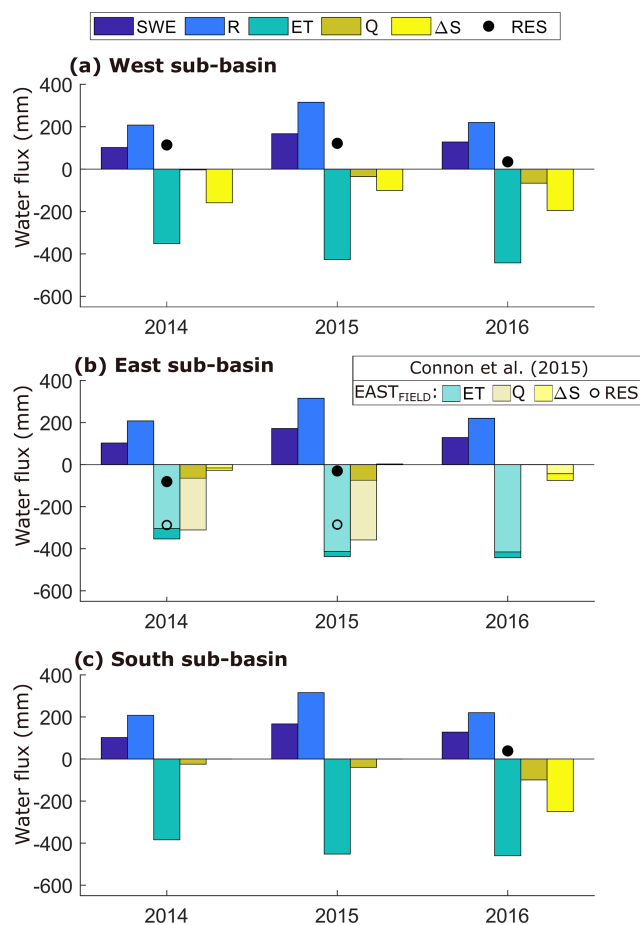 SWE R ET Q ΔS RES
(a) West sub-basin
Water flux (mm)
400
200
0
-200
-400
-600
2014 2015 2016
(b) East sub-basin
Connon et al. (2015)
EAST_FIELD: ET Q ΔS RES
Water flux (mm)
400
200
0
-200
-400
-600
2014 2015 2016
(c) South sub-basin
Water flux (mm)
400
200
0
-200
-400
-600
2014 2015 2016